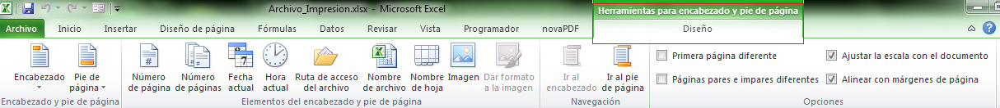 Archivo_Impresion.xlsx - Microsoft Excel
Herramientas para encabezado y pie de página
Archivo Inicio Insertar Diseño de página Fórmulas Datos Revisar Vista Programador novaPDF Diseño
Encabezado
Pie de página
Número de página
Número de páginas
Fecha actual
Hora actual
Ruta de acceso del archivo
Nombre de archivo
Nombre de hoja
Imagen
Dar formato a la imagen
Ir al encabezado
Ir al pie de página
Primera página diferente
Ajustar la escala con el documento
Páginas pares e impares diferentes
Alinear con márgenes de página
Encabezado y pie de página
Elementos del encabezado y pie de página
Navegación
Opciones